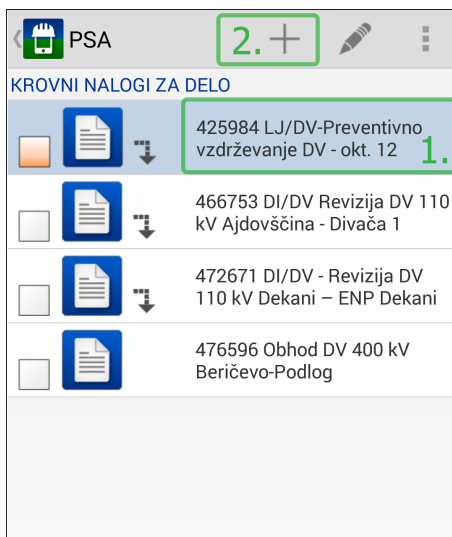 PSA
2.
KROVNI NALOGI ZA DELO
425984 LJ/DV-Preventivno
vzdrževanje DV - okt. 12
1.
466753 DI/DV Revizija DV 110
kV Ajdovščina - Divača 1
472671 DI/DV - Revizija DV
110 kV Dekani – ENP Dekani
476596 Obhod DV 400 kV
Beričevo-Podlog